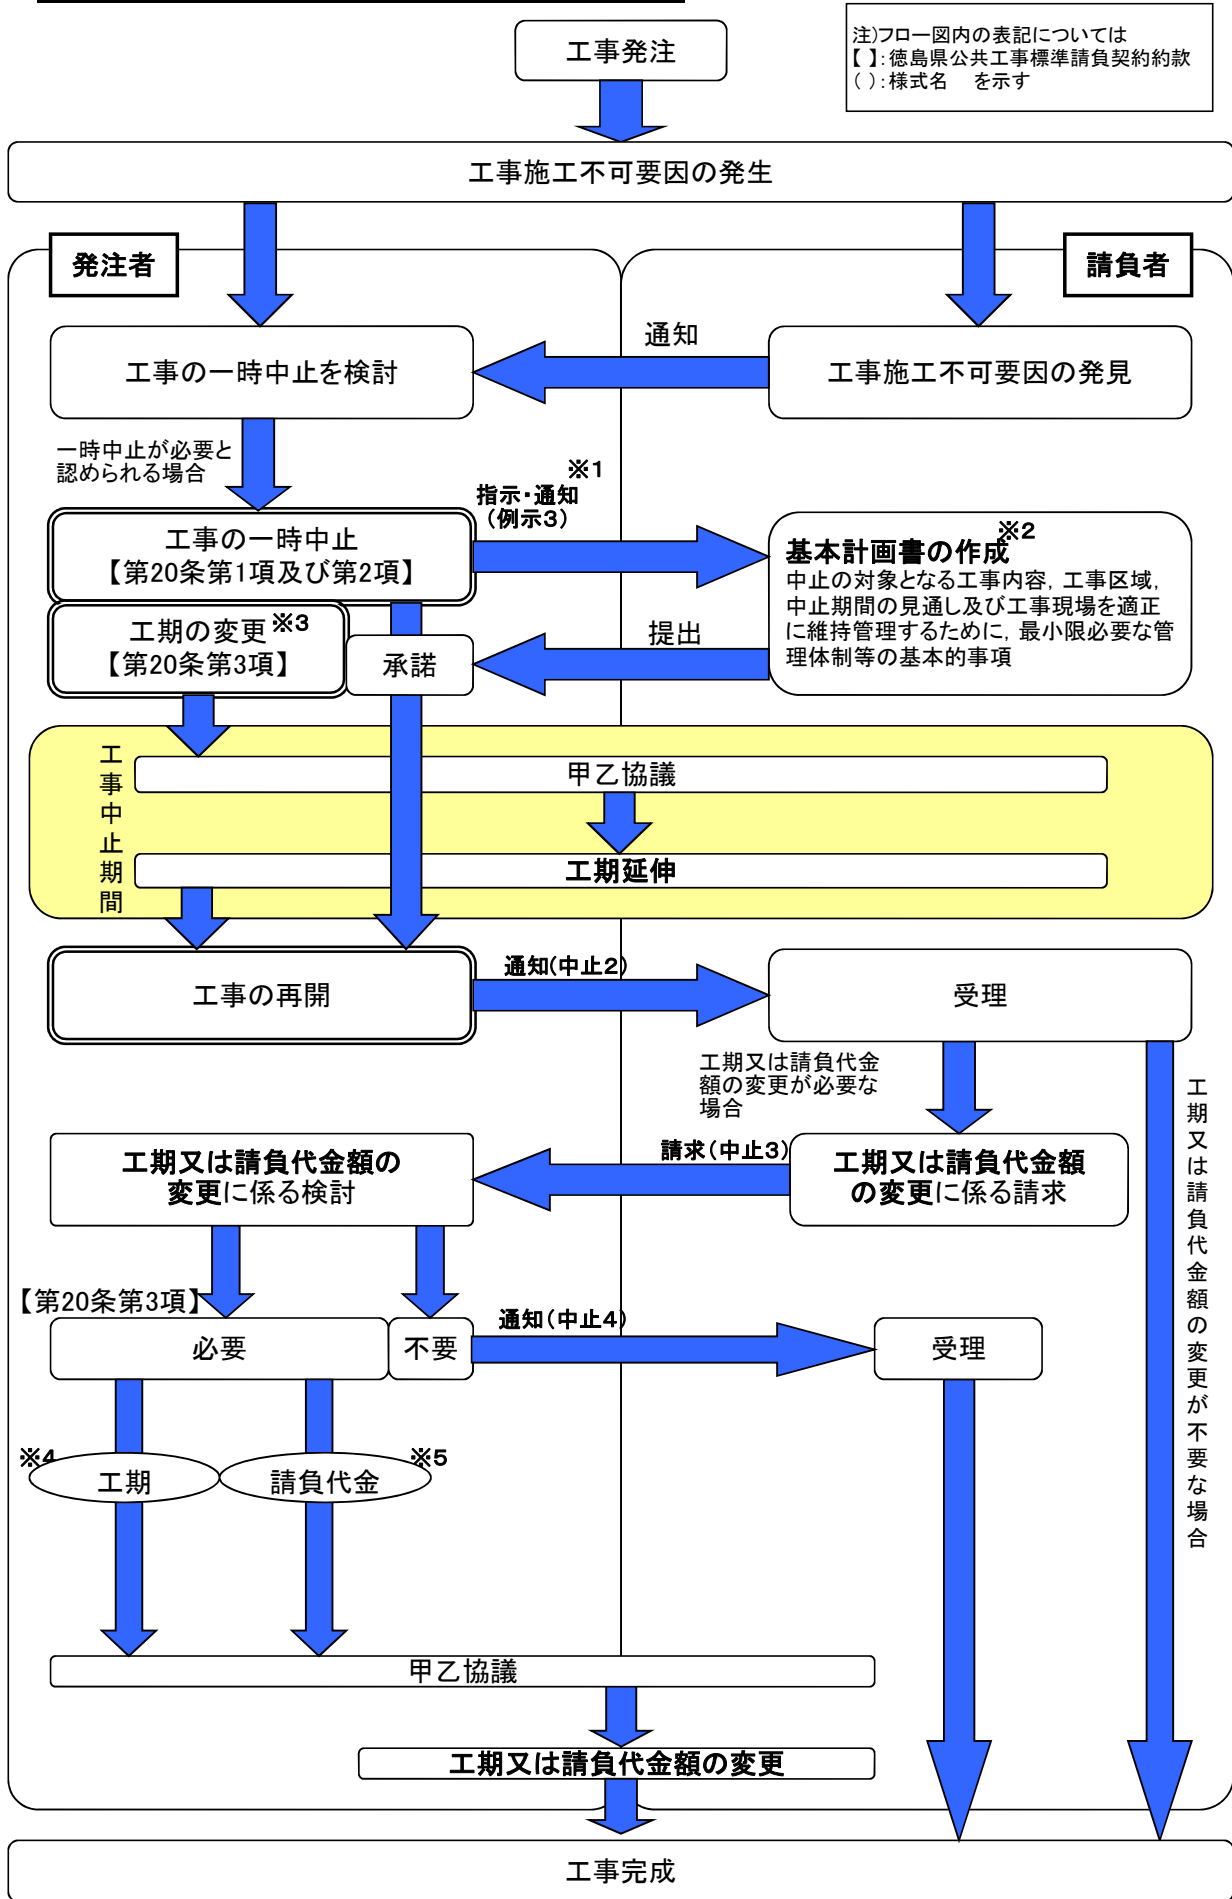 工事発注
注)フロー図内の表記については
【 】：徳島県公共工事標準請負契約約款
( )：様式名　を示す
工事施工不可要因の発生
発注者
請負者
工事の一時中止を検討
通知
工事施工不可要因の発見
一時中止が必要と
認められる場合
※1
指示・通知
(例示3)
工事の一時中止
【第20条第1項及び第2項】
基本計画書の作成※2
中止の対象となる工事内容，工事区域，
中止期間の見通し及び工事現場を適正
に維持管理するために，最小限必要な管
理体制等の基本的事項
工期の変更※3
【第20条第3項】
承諾
提出
工事中止期間
甲乙協議
工期延伸
工事の再開
通知(中止2)
受理
工期又は請負代金
額の変更が必要な
場合
工期又は請負代金額の変更が不要な場合
工期又は請負代金額の
変更に係る検討
請求(中止3)
工期又は請負代金額
の変更に係る請求
【第20条第3項】
必要
不要
通知(中止4)
受理
※4
工期
請負代金
※5
甲乙協議
工期又は請負代金額の変更
工事完成